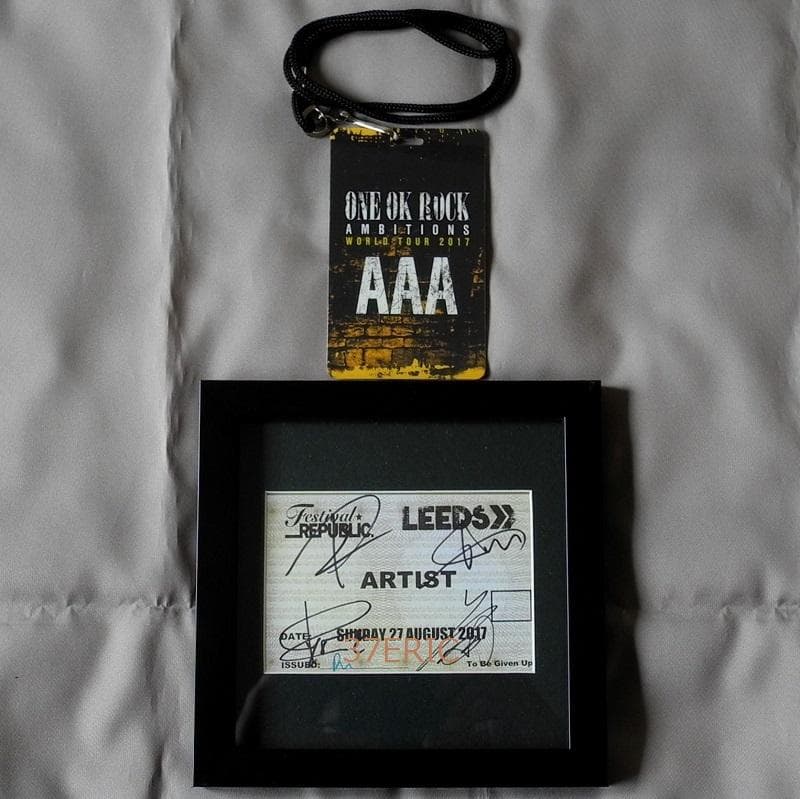 ONE OK ROCK
AMBITIONS
WORLD TOUR 2017
AAA
Festival
REPUBLIC.
LEEDS
ARTIST
DATE: SUNDAY 27 AUGUST 2017
37ERIC
ISSUED:
To Be Given Up